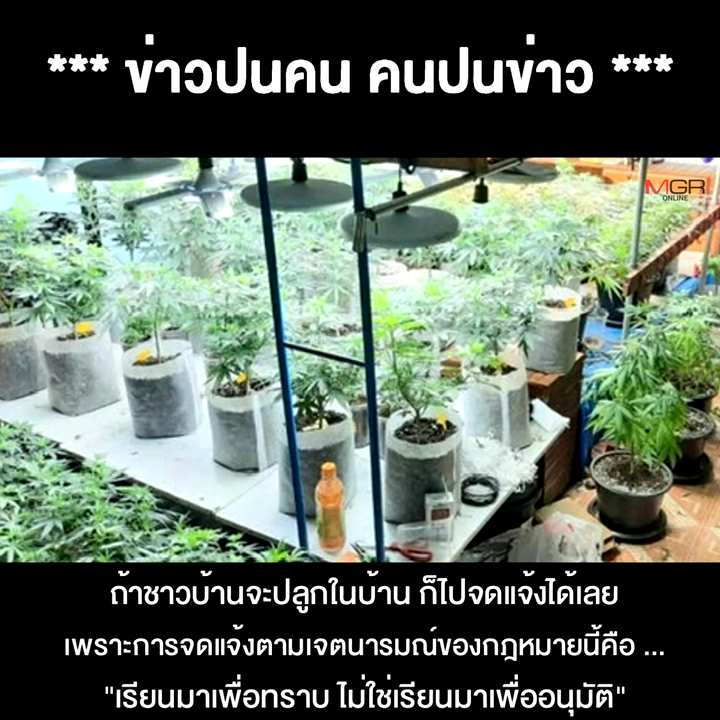 *** ข่าวปนคน คนปนข่าว ***
MGR
ONLINE
ถ้าชาวบ้านจะปลูกในบ้าน ก็ไปจดแจ้งได้เลย
เพราะการจดแจ้งตามเจตนารมณ์ของกฎหมายนี้คือ ...
"เรียนมาเพื่อทราบ ไม่ใช่เรียนมาเพื่ออนุมัติ"